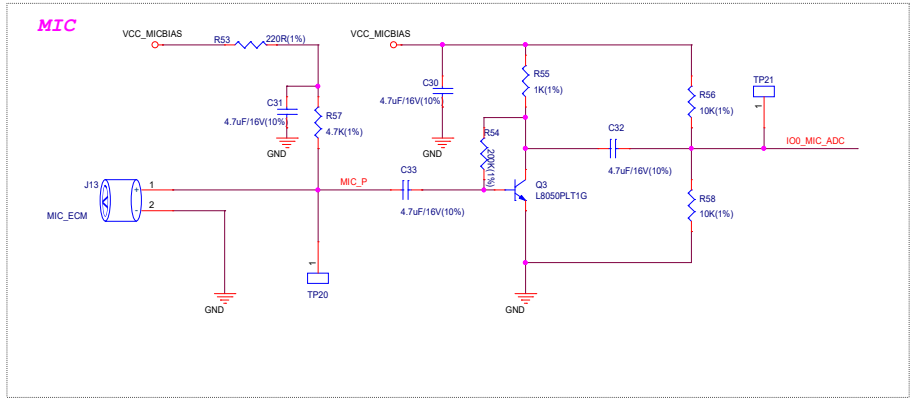 MIC
VCC_MICBIAS
R53
220R(1%)
VCC_MICBIAS
C31
4.7uF/16V(10%
GND
R57
4.7K(1%)
C30
4.7uF/16V(10%
GND
R55
1K(1%)
R54
200K(1%)
R56
10K(1%)
TP21
1
C32
4.7uF/16V(10%)
IO0_MIC_ADC
J13
1
+
2
-
MIC_ECM
MIC_P
C33
4.7uF/16V(10%)
Q3
L8050PLT1G
R58
10K(1%)
1
TP20
GND
GND